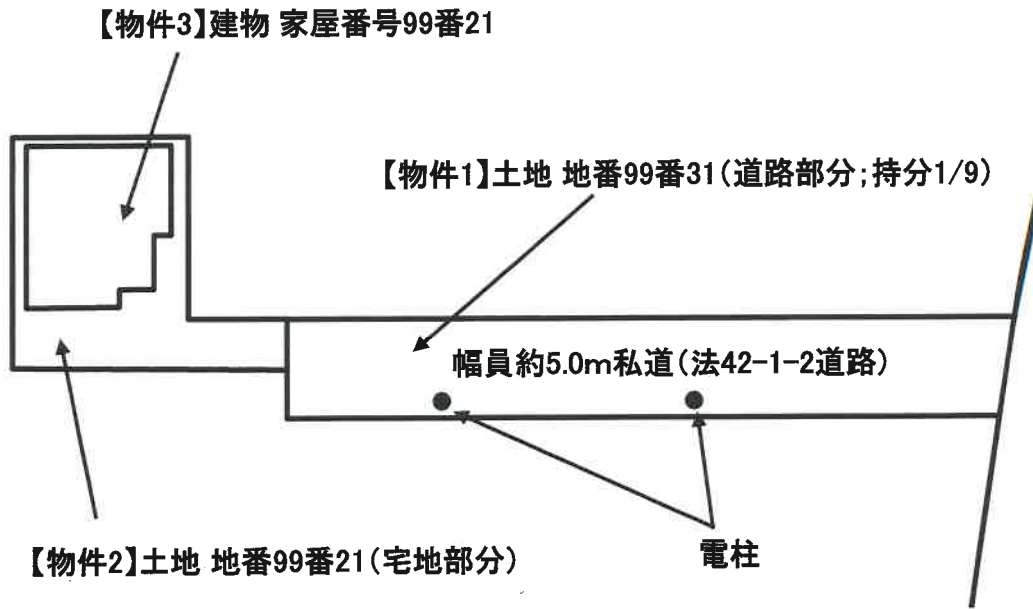 【物件3】建物 家屋番号99番21
【物件1】土地 地番99番31(道路部分;持分1/9)
幅員約5.0m私道(法42-1-2道路)
【物件2】土地 地番99番21(宅地部分)
電柱